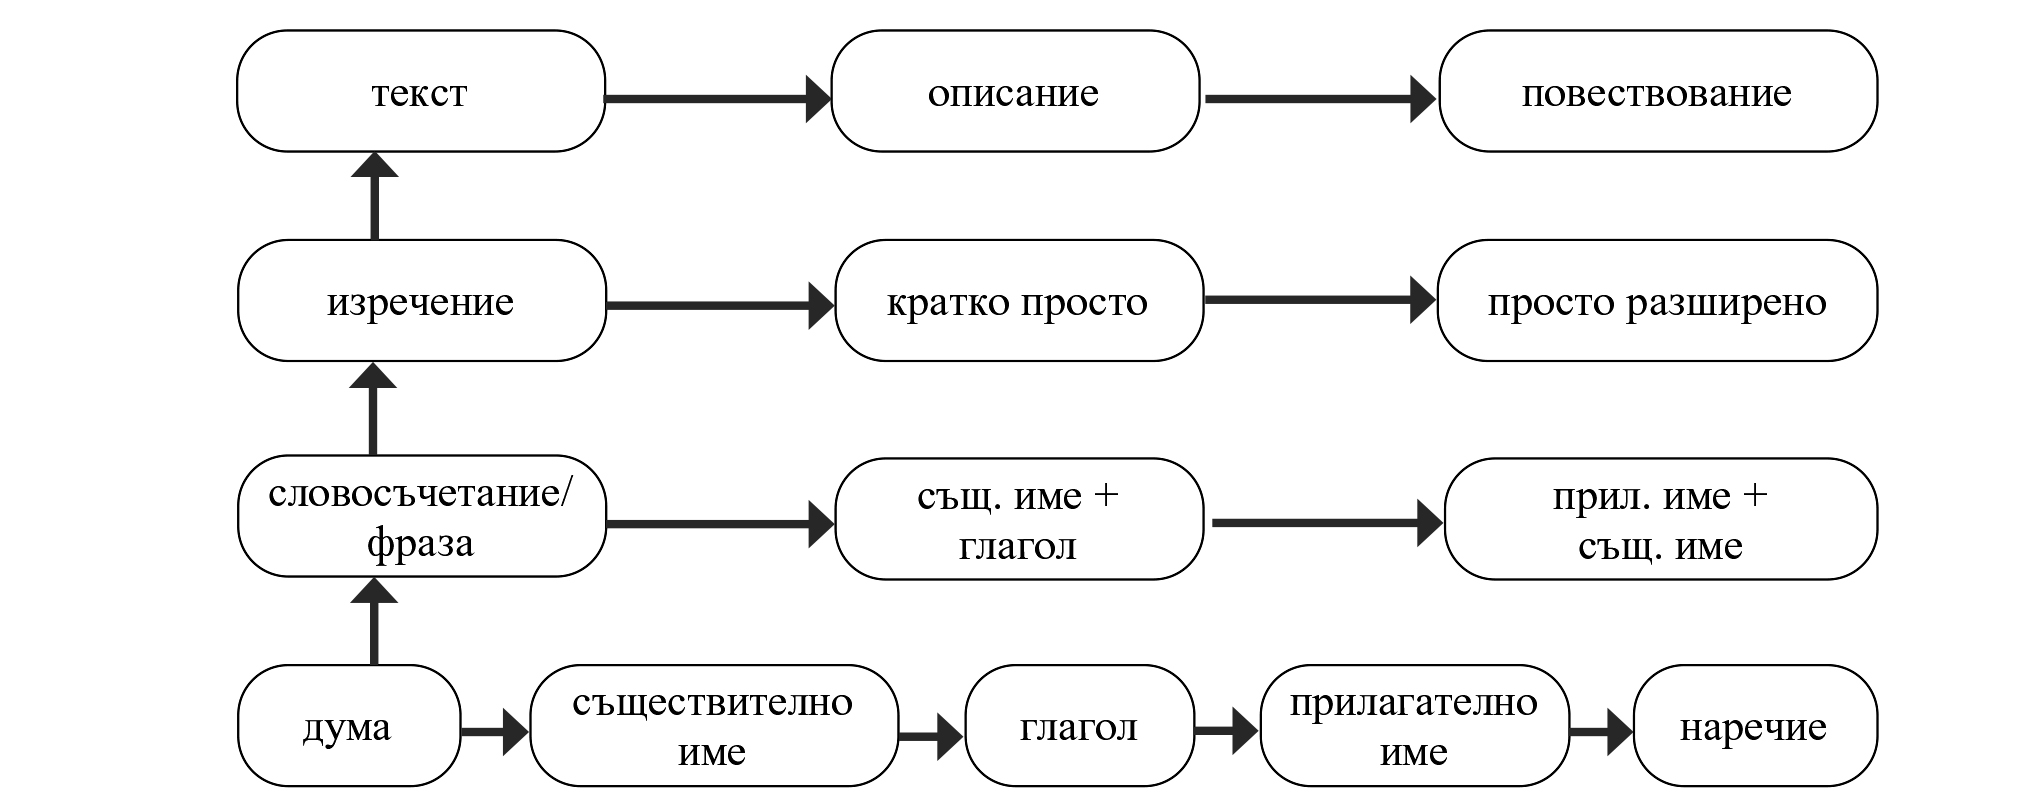 текст
описание
повествование
изречение
кратко просто
просто разширено
словосъчетание/
фраза
същ. име +
глагол
прил. име +
същ. име
дума
съществително
име
глагол
прилагателно
име
наречие